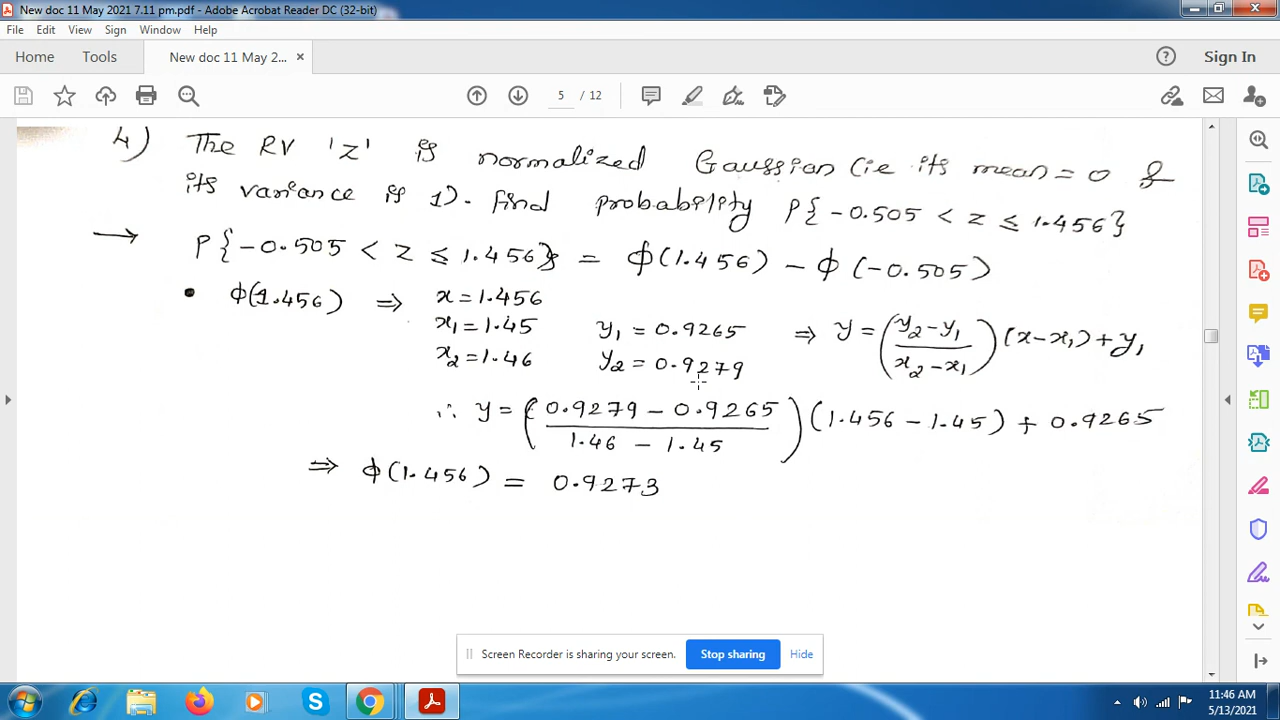 New doc 11 May 2021 7.11 pm.pdf - Adobe Acrobat Reader DC (32-bit)
File Edit View Sign Window Help
Home Tools New doc 11 May 2... × Sign In
5 / 12
4) The RV 'z' is normalized Gaussian (ie its mean = 0 &
its variance is 1). find probability P{-0.505 < z ≤ 1.456}
→ P{-0.505 < z ≤ 1.456} = ϕ(1.456) - ϕ(-0.505)
• ϕ(1.456) ⇒ x = 1.456
x₁ = 1.45 y₁ = 0.9265 ⇒ y = ((y₂ - y₁)/(x₂ - x₁)) (x - x₁) + y₁
x₂ = 1.46 y₂ = 0.9279
∴ y = ((0.9279 - 0.9265)/(1.46 - 1.45)) (1.456 - 1.45) + 0.9265
⇒ ϕ(1.456) = 0.9273
Screen Recorder is sharing your screen. Stop sharing Hide
11:46 AM
5/13/2021